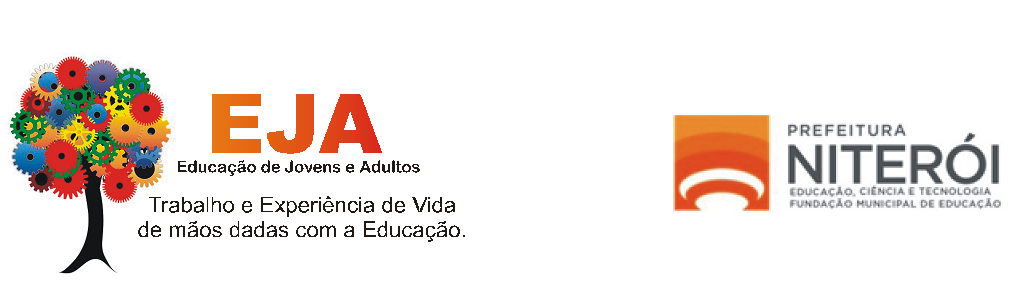 EJA
Educação de Jovens e Adultos
Trabalho e Experiência de Vida
de mãos dadas com a Educação.
PREFEITURA
NITERÓI
EDUCAÇÃO, CIÊNCIA E TECNOLOGIA
FUNDAÇÃO MUNICIPAL DE EDUCAÇÃO